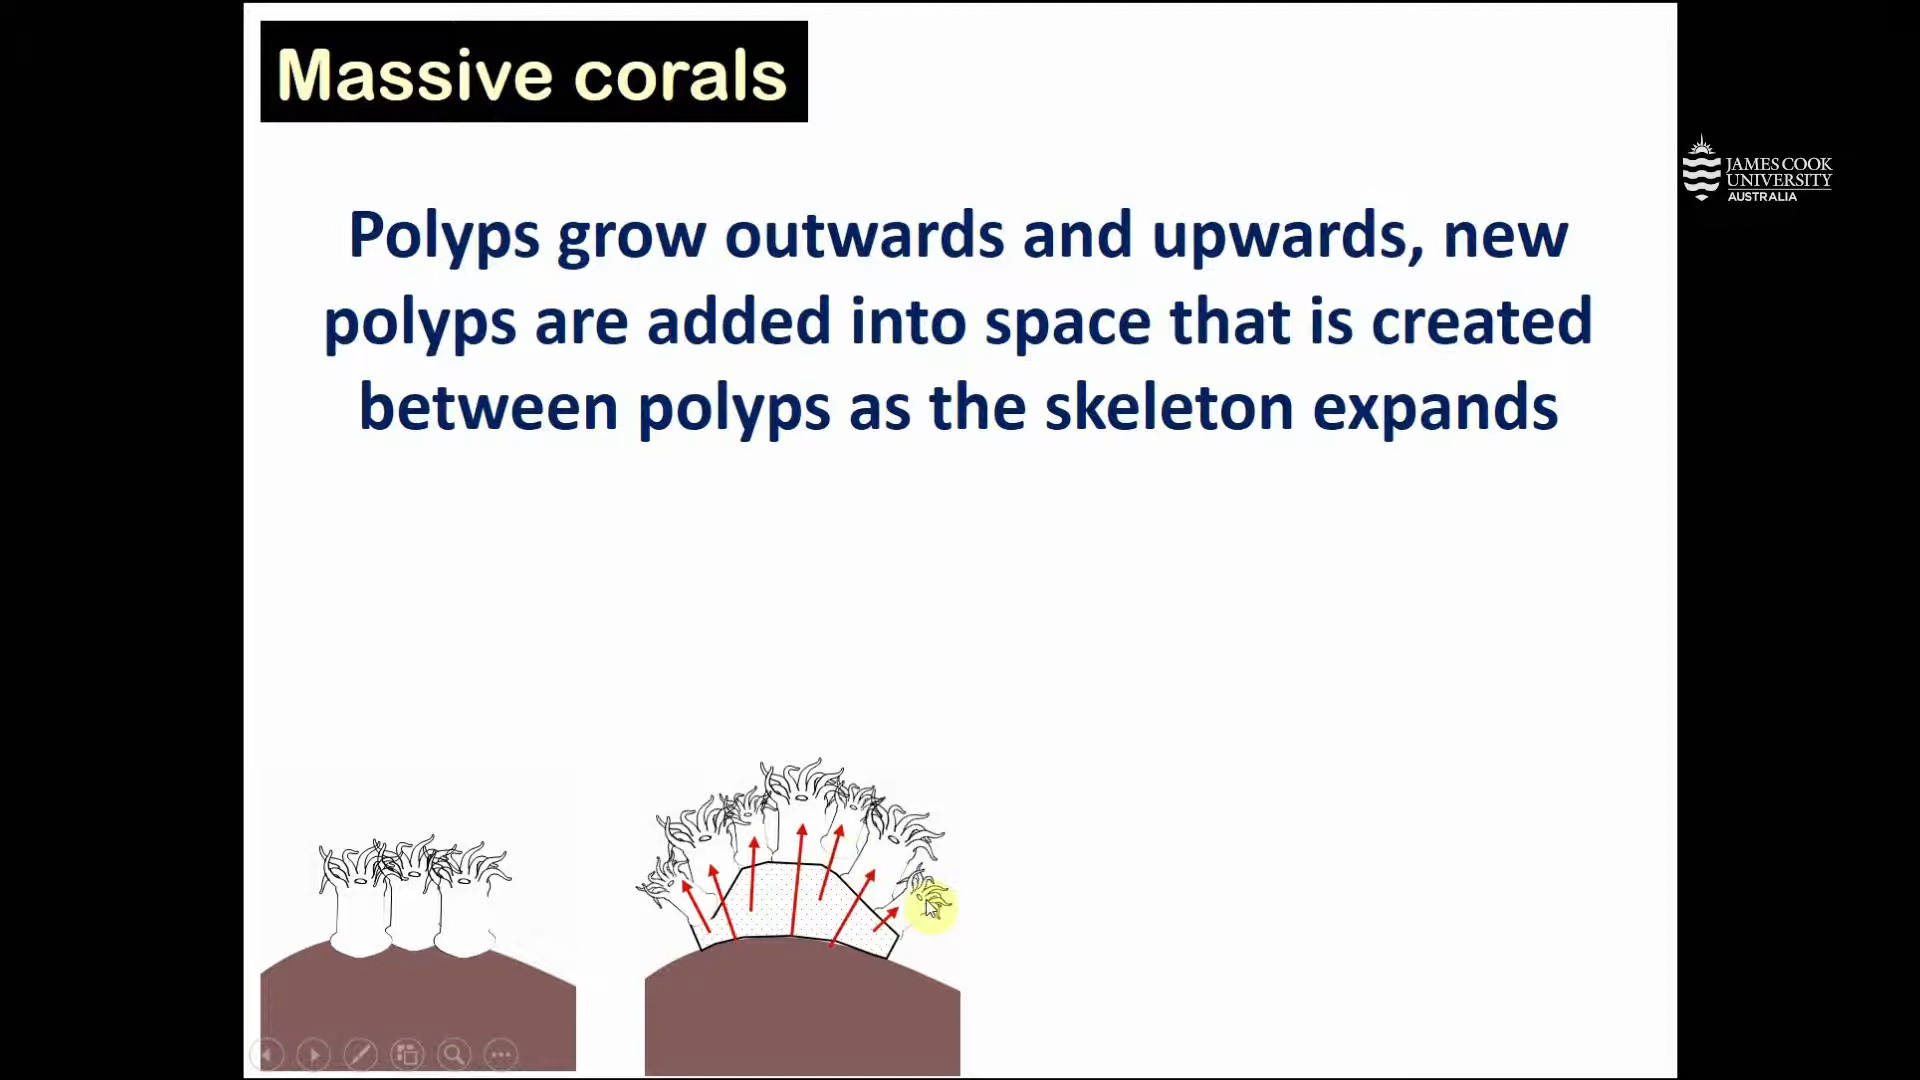 Massive corals
JAMES COOK
UNIVERSITY
AUSTRALIA
Polyps grow outwards and upwards, new
polyps are added into space that is created
between polyps as the skeleton expands